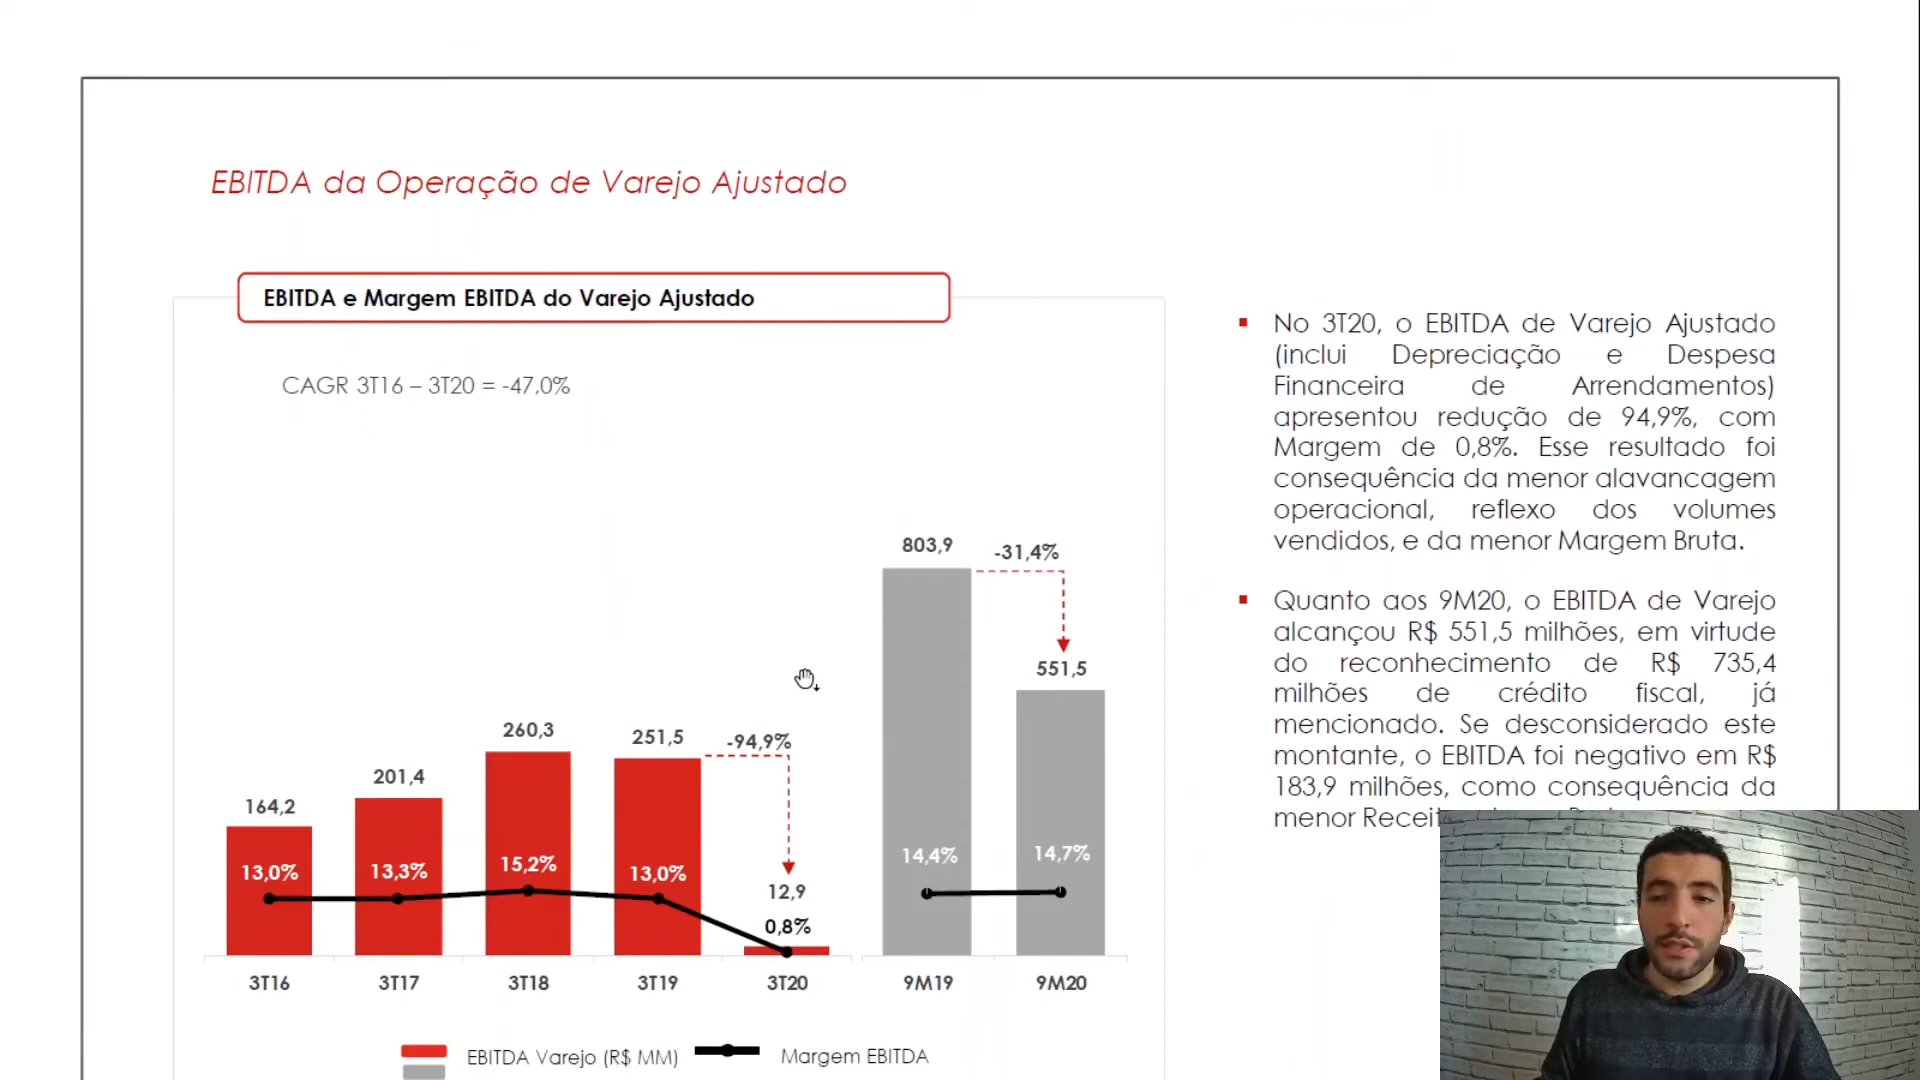 EBITDA da Operação de Varejo Ajustado
EBITDA e Margem EBITDA do Varejo Ajustado
CAGR 3T16 – 3T20 = -47,0%
164,2
201,4
260,3
251,5
-94,9%
12,9
803,9
-31,4%
551,5
13,0%
13,3%
15,2%
13,0%
0,8%
14,4%
14,7%
3T16
3T17
3T18
3T19
3T20
9M19
9M20
EBITDA Varejo (R$ MM)
Margem EBITDA
▪ No 3T20, o EBITDA de Varejo Ajustado
(inclui Depreciação e Despesa
Financeira de Arrendamentos)
apresentou redução de 94,9%, com
Margem de 0,8%. Esse resultado foi
consequência da menor alavancagem
operacional, reflexo dos volumes
vendidos, e da menor Margem Bruta.
▪ Quanto aos 9M20, o EBITDA de Varejo
alcançou R$ 551,5 milhões, em virtude
do reconhecimento de R$ 735,4
milhões de crédito fiscal, já
mencionado. Se desconsiderado este
montante, o EBITDA foi negativo em R$
183,9 milhões, como consequência da
menor